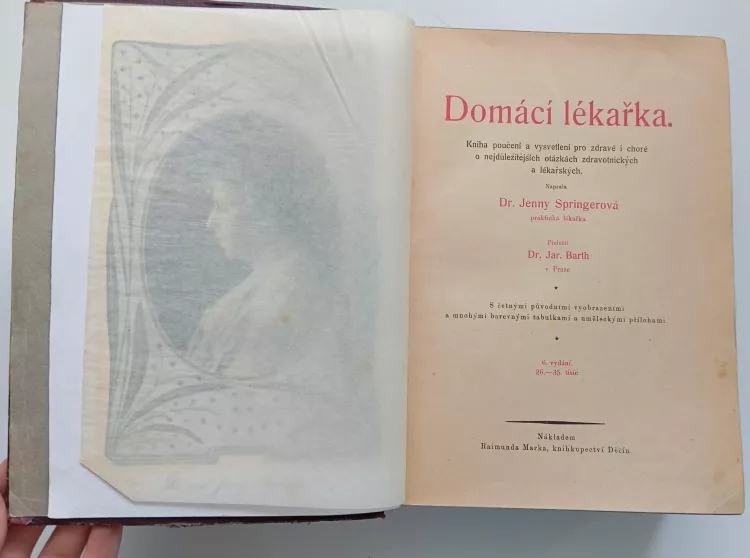 Domácí lékařka.
Kniha poučení a vysvětlení pro zdravé i choré
o nejdůležitějších otázkách zdravotnických
a lékařských.
Napsala
Dr. Jenny Springerová
praktická lékařka
Přeložil
Dr. Jar. Barth
v Praze
S četnými původními vyobrazeními
a mnohými barevnými tabulkami a uměleckými přílohami.
6. vydání
26.—35. tisíc
Nákladem
Raimunda Marka, knihkupectví Děčín